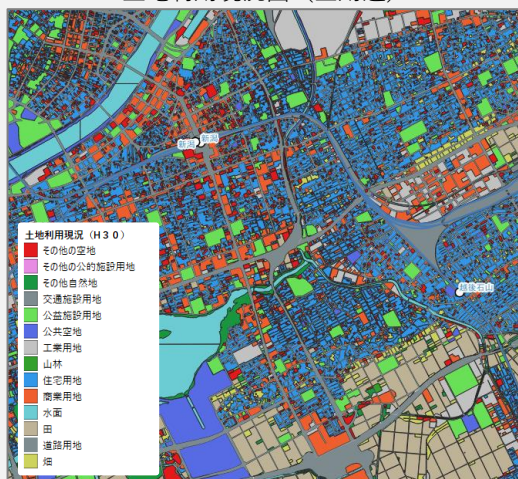 新潟
新潟
越後石山
土地利用現況（H30）
その他の空地
その他の公的施設用地
その他自然地
交通施設用地
公益施設用地
公共空地
工業用地
山林
住宅用地
商業用地
水面
田
道路用地
畑